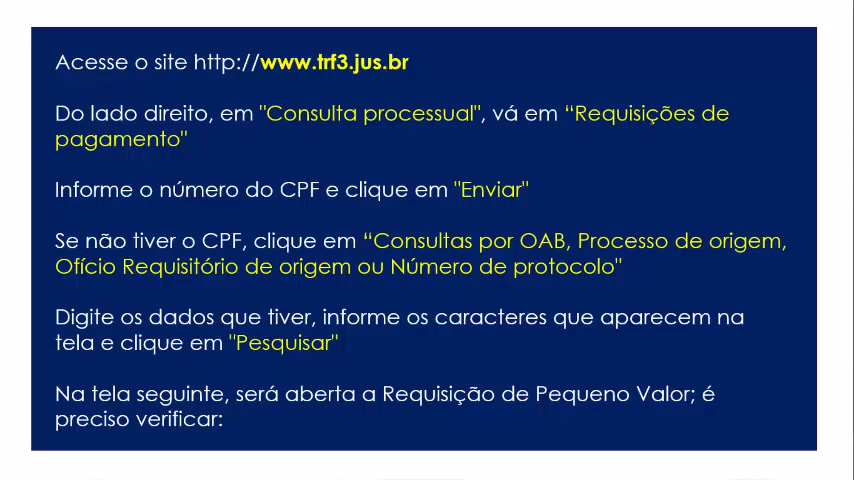 Acesse o site http://www.trf3.jus.br
Do lado direito, em "Consulta processual", vá em “Requisições de
pagamento"
Informe o número do CPF e clique em "Enviar"
Se não tiver o CPF, clique em “Consultas por OAB, Processo de origem,
Ofício Requisitório de origem ou Número de protocolo"
Digite os dados que tiver, informe os caracteres que aparecem na
tela e clique em "Pesquisar"
Na tela seguinte, será aberta a Requisição de Pequeno Valor; é
preciso verificar: